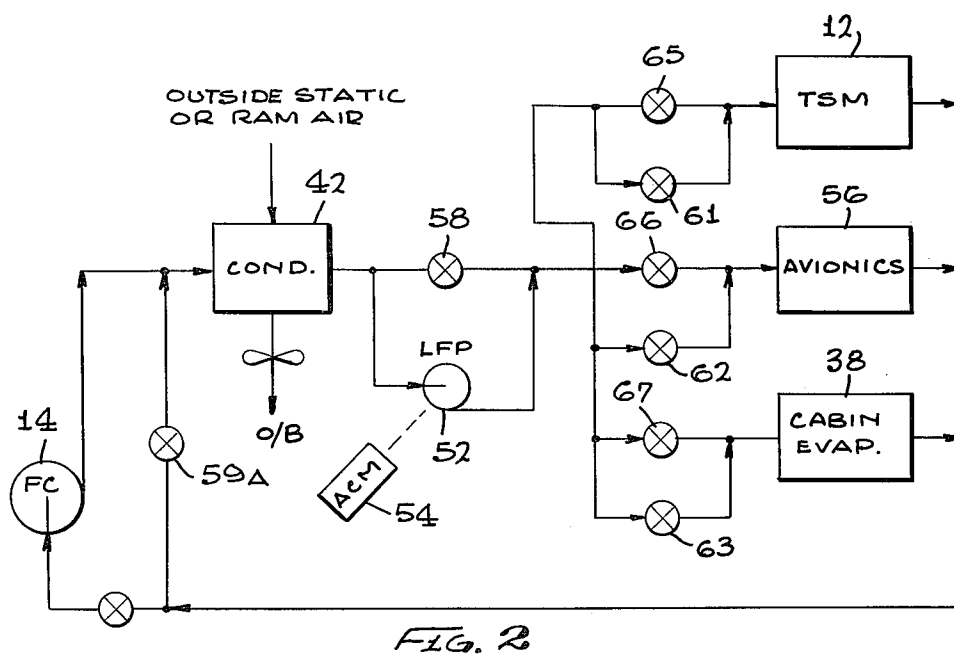 12
65
TSM
OUTSIDE STATIC
OR RAM AIR
61
42
58
66
56
COND.
AVIONICS
LFP
62
38
67
14
O/B
CABIN
EVAP.
59A
52
FC
ACM
54
63
FIG. 2